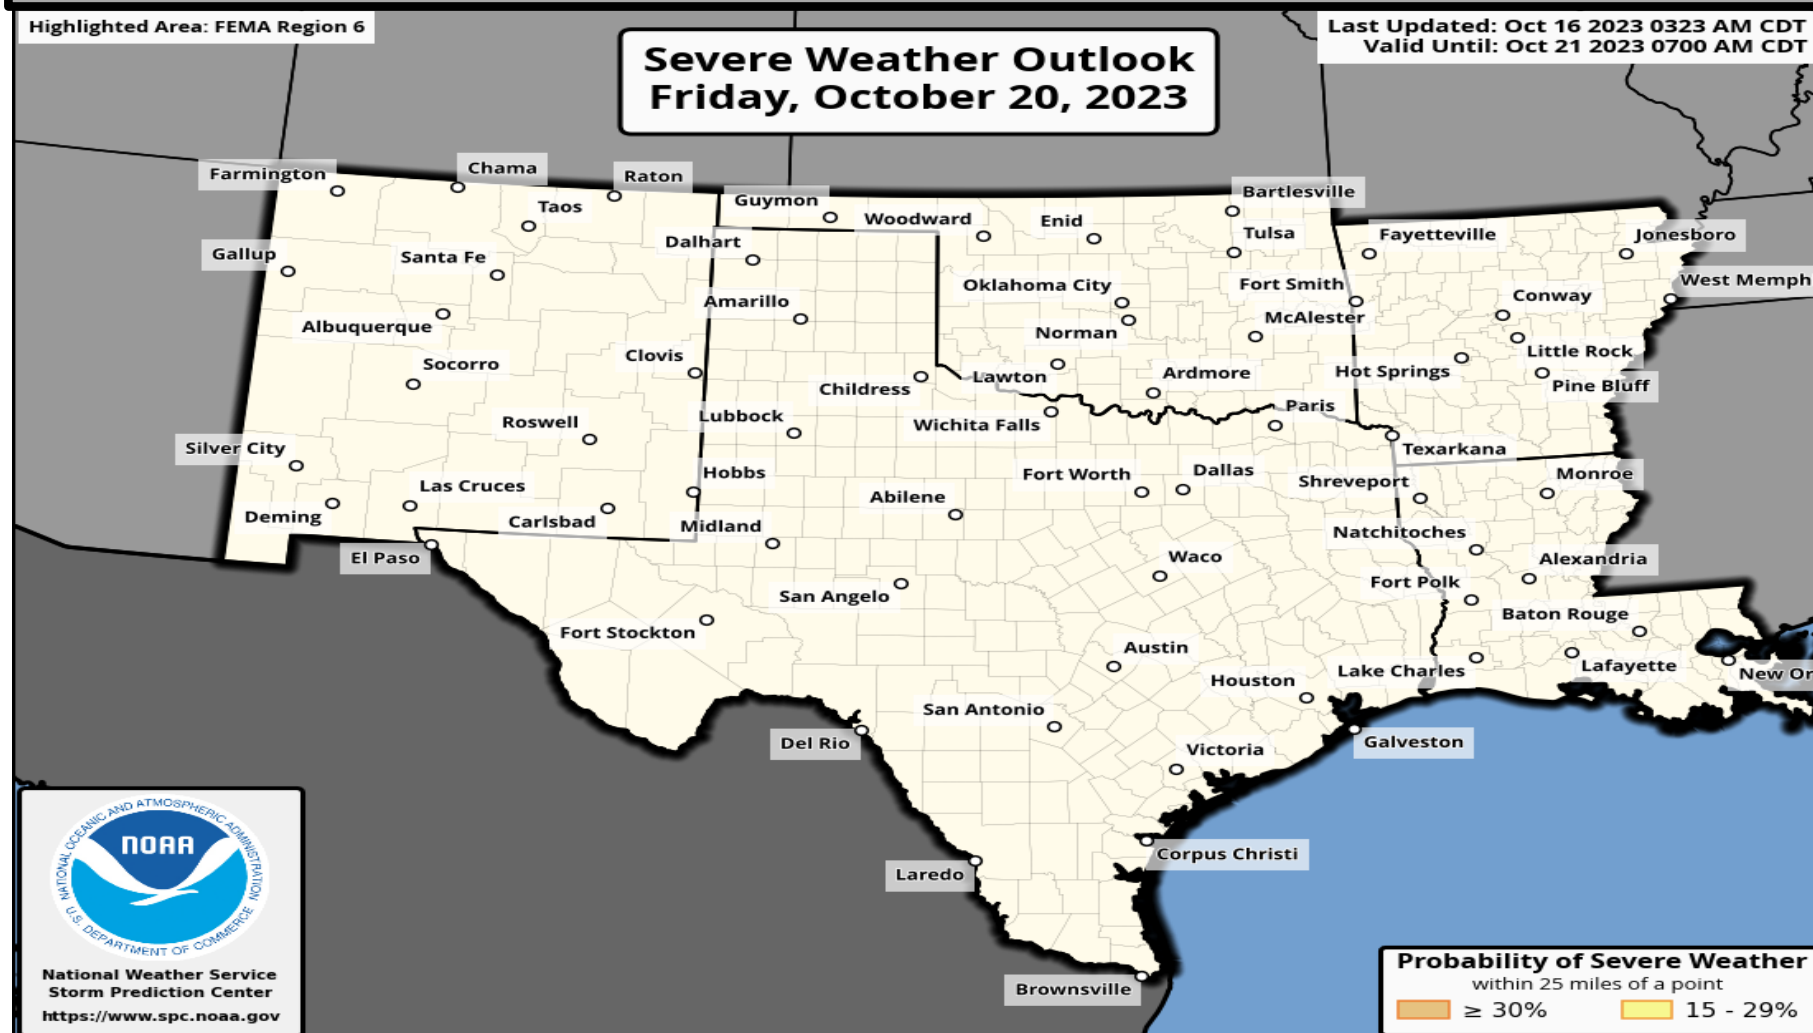 Highlighted Area: FEMA Region 6
Severe Weather Outlook
Friday, October 20, 2023
Last Updated: Oct 16 2023 0323 AM CDT
Valid Until: Oct 21 2023 0700 AM CDT
Farmington
Chama
Raton
Taos
Guymon
Woodward
Enid
Bartlesville
Tulsa
Fayetteville
Jonesboro
Gallup
Santa Fe
Dalhart
Oklahoma City
Fort Smith
Conway
West Memph
Albuquerque
Amarillo
Norman
McAlester
Little Rock
Socorro
Clovis
Childress
Lawton
Ardmore
Hot Springs
Pine Bluff
Roswell
Lubbock
Wichita Falls
Paris
Texarkana
Silver City
Las Cruces
Hobbs
Abilene
Fort Worth
Dallas
Shreveport
Monroe
Deming
Carlsbad
Midland
Natchitoches
El Paso
Waco
Alexandria
San Angelo
Fort Polk
Fort Stockton
Baton Rouge
Austin
Houston
Lake Charles
Lafayette
New Or
San Antonio
Del Rio
Victoria
Galveston
Laredo
Corpus Christi
Brownsville
NATIONAL OCEANIC AND ATMOSPHERIC ADMINISTRATION
NOAA
U.S. DEPARTMENT OF COMMERCE
National Weather Service
Storm Prediction Center
https://www.spc.noaa.gov
Probability of Severe Weather
within 25 miles of a point
≥ 30%
15 - 29%